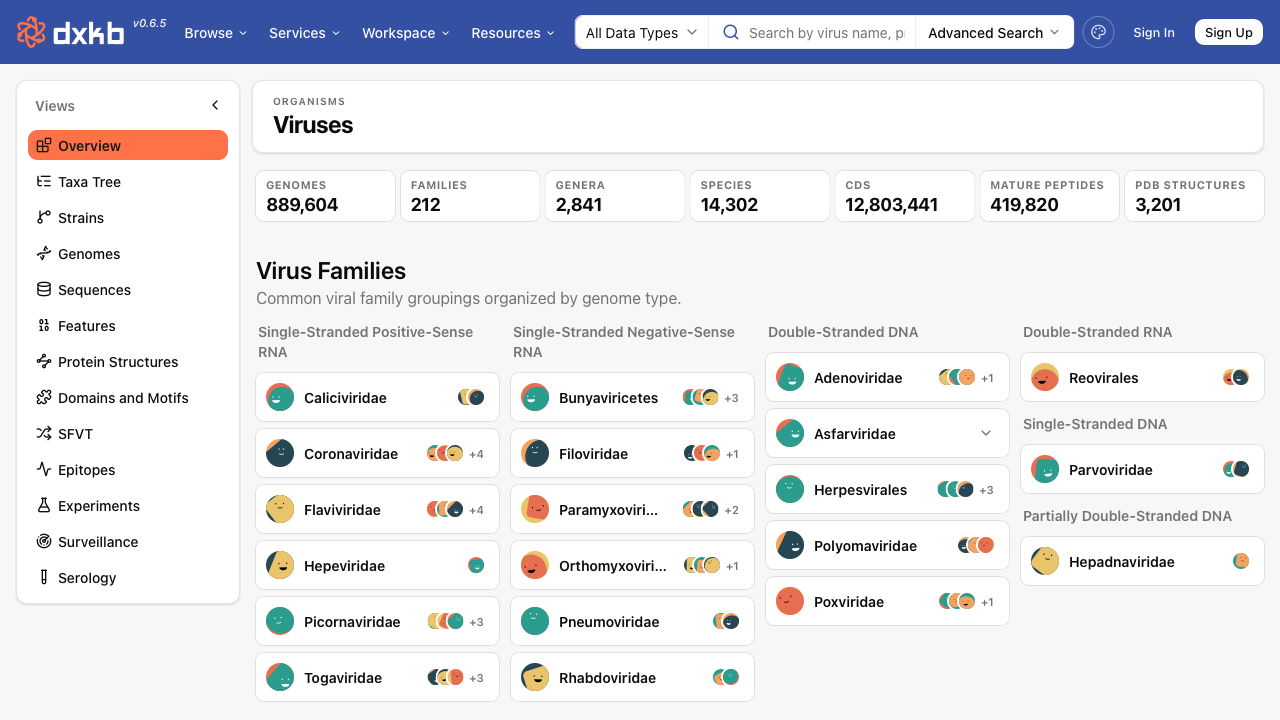 dxkb v0.6.5
Browse
Services
Workspace
Resources
All Data Types
Search by virus name, p
Advanced Search
Sign In
Sign Up
Views
Overview
Taxa Tree
Strains
Genomes
Sequences
Features
Protein Structures
Domains and Motifs
SFVT
Epitopes
Experiments
Surveillance
Serology
ORGANISMS
Viruses
GENOMES
889,604
FAMILIES
212
GENERA
2,841
SPECIES
14,302
CDS
12,803,441
MATURE PEPTIDES
419,820
PDB STRUCTURES
3,201
Virus Families
Common viral family groupings organized by genome type.
Single-Stranded Positive-Sense
RNA
Caliciviridae
Coronaviridae +4
Flaviviridae +4
Hepeviridae
Picornaviridae +3
Togaviridae +3
Single-Stranded Negative-Sense
RNA
Bunyaviricetes +3
Filoviridae +1
Paramyxoviri... +2
Orthomyxoviri... +1
Pneumoviridae
Rhabdoviridae
Double-Stranded DNA
Adenoviridae +1
Asfarviridae
Herpesvirales +3
Polyomaviridae
Poxviridae +1
Double-Stranded RNA
Reovirales
Single-Stranded DNA
Parvoviridae
Partially Double-Stranded DNA
Hepadnaviridae